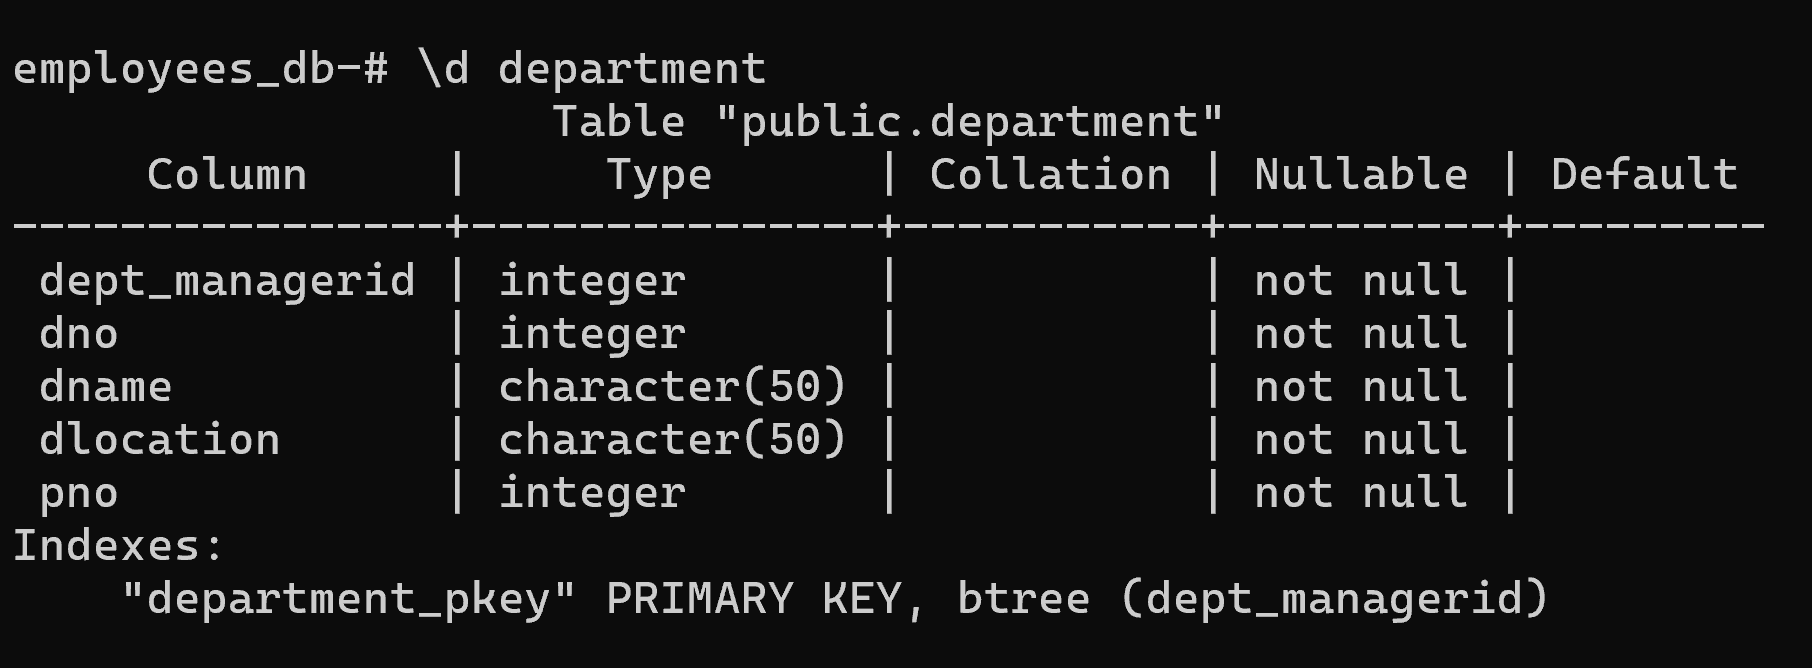 employees_db-# \d department
                    Table "public.department"
     Column     |     Type      | Collation | Nullable | Default
----------------+---------------+-----------+----------+---------
 dept_managerid | integer       |           | not null |
 dno            | integer       |           | not null |
 dname          | character(50) |           | not null |
 dlocation      | character(50) |           | not null |
 pno            | integer       |           | not null |
Indexes:
    "department_pkey" PRIMARY KEY, btree (dept_managerid)